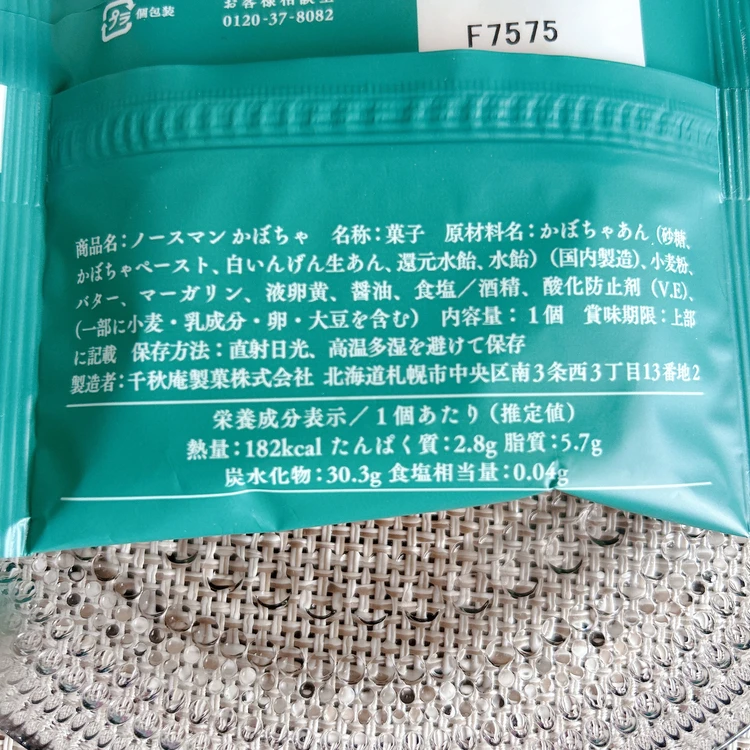 プラ 個包装
お客様相談室
0120-37-8082
F7575
商品名：ノースマン かぼちゃ　名称：菓子　原材料名：かぼちゃあん（砂糖、
かぼちゃペースト、白いんげん生あん、還元水飴、水飴）（国内製造）、小麦粉、
バター、マーガリン、液卵黄、醤油、食塩／酒精、酸化防止剤（V.E）、
（一部に小麦・乳成分・卵・大豆を含む）　内容量：1個　賞味期限：上部
に記載　保存方法：直射日光、高温多湿を避けて保存
製造者：千秋庵製菓株式会社 北海道札幌市中央区南3条西3丁目13番地2
栄養成分表示／1個あたり（推定値）
熱量：182kcal たんぱく質：2.8g 脂質：5.7g
炭水化物：30.3g 食塩相当量：0.04g